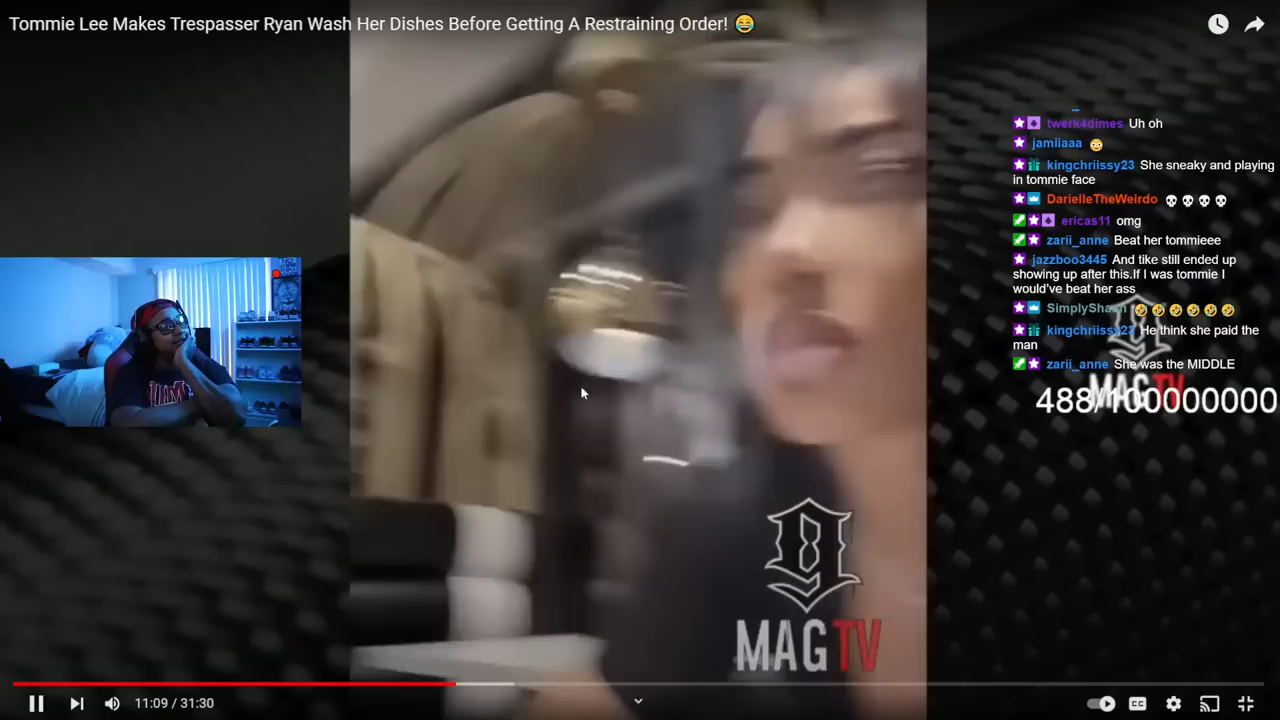 Tommie Lee Makes Trespasser Ryan Wash Her Dishes Before Getting A Restraining Order! 😂
twerk4dimes Uh oh
jamiiaaa 😳
kingchriissy23 She sneaky and playing
in tommie face
DarielleTheWeirdo 💀 💀 💀 💀
ericas11 omg
zarii_anne Beat her tommieee
jazzboo3445 And tike still ended up
showing up after this.If I was tommie I
would've beat her ass
SimplyShawn 🤣 🤣 🤣 🤣 🤣 🤣
kingchriissy23 He think she paid the
man
zarii_anne She was the MIDDLE
MAGTV
488/100000000
MAGTV
11:09 / 31:30
CC